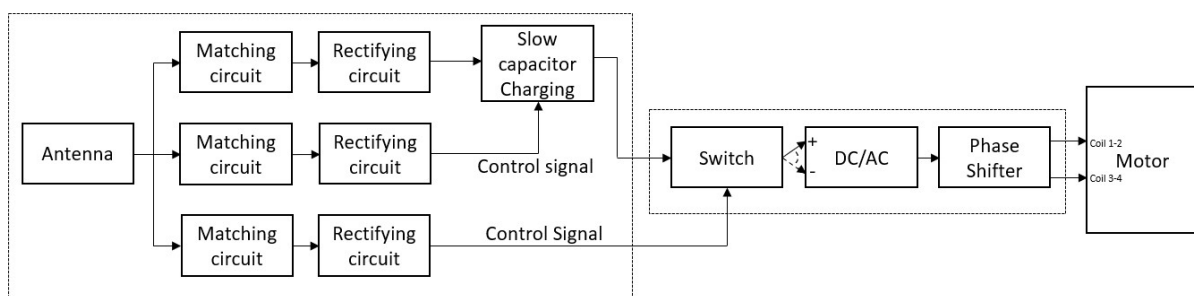 Matching
circuit
Rectifying
circuit
Slow
capacitor
Charging
Antenna
Matching
circuit
Rectifying
circuit
Control signal
Matching
circuit
Rectifying
circuit
Control Signal
Switch
+
-
DC/AC
Phase
Shifter
Coil 1-2
Coil 3-4
Motor